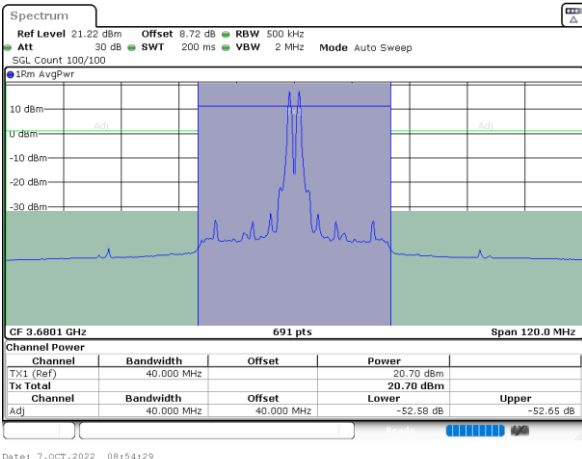 Spectrum
Ref Level 21.22 dBm Offset 8.72 dB RBW 500 kHz
Att 30 dB SWT 200 ms VBW 2 MHz Mode Auto Sweep
SGL Count 100/100
1Rm AvgPwr
10 dBm
Adj Adj
0 dBm
-10 dBm
-20 dBm
-30 dBm
CF 3.6801 GHz 691 pts Span 120.0 MHz
Channel Power
Channel Bandwidth Offset Power
TX1 (Ref) 40.000 MHz 20.70 dBm
Tx Total 20.70 dBm
Channel Bandwidth Offset Lower Upper
Adj 40.000 MHz 40.000 MHz -52.58 dB -52.65 dB
Ready
Date: 7.OCT.2022 08:54:29